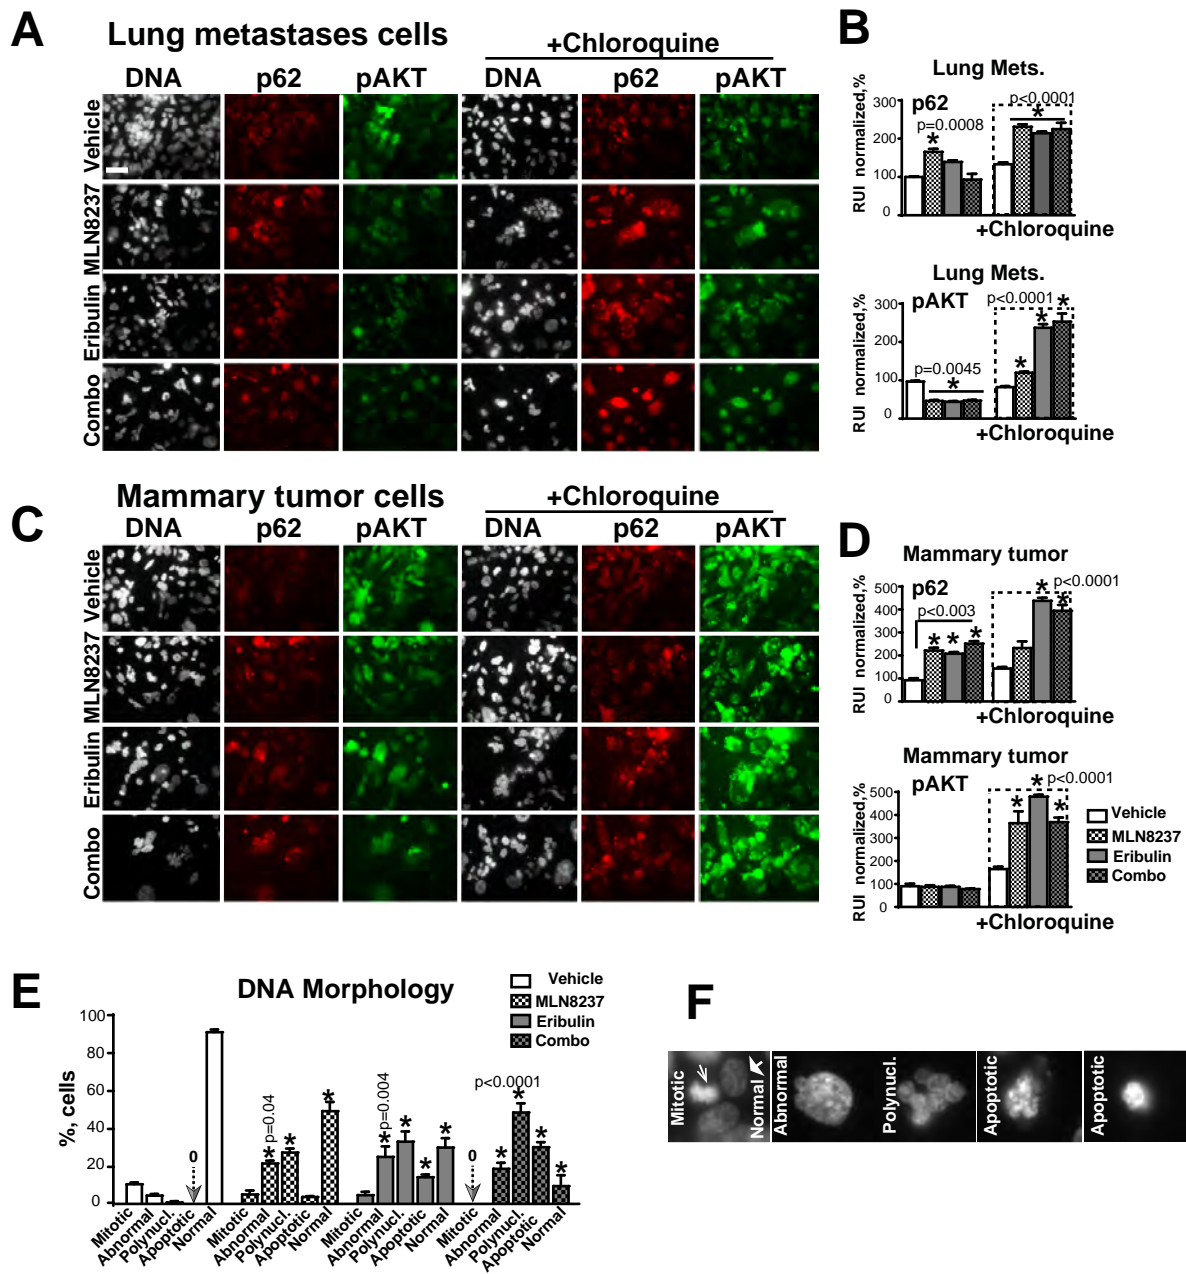 A
Lung metastases cells
+Chloroquine
DNA p62 pAKT DNA p62 pAKT
Vehicle
MLN8237
Eribulin
Combo
B
Lung Mets.
p62
p<0.0001
p=0.0008
*
*
RUI normalized,%
300
200
100
0
+Chloroquine
Lung Mets.
pAKT
p<0.0001
*
*
*
p=0.0045
*
RUI normalized,%
300
200
100
0
+Chloroquine
C
Mammary tumor cells
+Chloroquine
DNA p62 pAKT DNA p62 pAKT
Vehicle
MLN8237
Eribulin
Combo
D
Mammary tumor
p62
p<0.0001
p<0.003
* * *
* *
RUI normalized,%
500
400
300
200
100
0
+Chloroquine
Mammary tumor
pAKT
p<0.0001
* * *
RUI normalized,%
500
400
300
200
100
0
+Chloroquine
Vehicle
MLN8237
Eribulin
Combo
E
DNA Morphology
Vehicle
MLN8237
Eribulin
Combo
%, cells
100
80
60
40
20
0
0
* p=0.04
*
*
* p=0.004
*
*
*
0
p<0.0001
*
*
*
*
Mitotic Abnormal Polynucl. Apoptotic Normal
Mitotic Abnormal Polynucl. Apoptotic Normal
Mitotic Abnormal Polynucl. Apoptotic Normal
Mitotic Abnormal Polynucl. Apoptotic Normal
F
Mitotic
Normal
Abnormal
Polynucl.
Apoptotic
Apoptotic